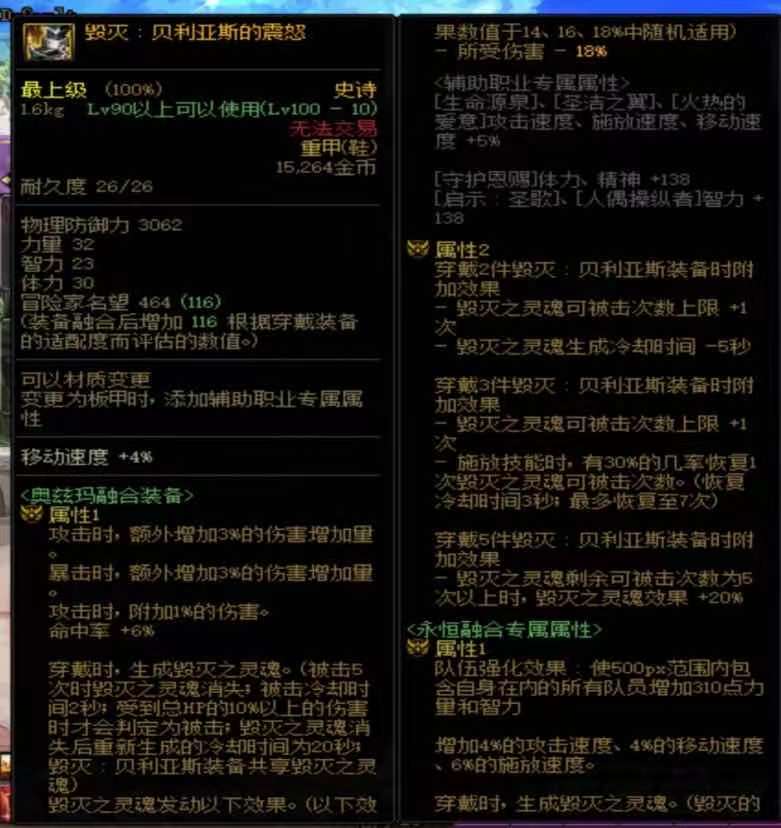 毁灭：贝利亚斯的震怒
最上级 (100%) 史诗
1.6kg Lv90以上可以使用(Lv100 - 10)
无法交易
重甲(鞋)
15,264金币
耐久度 26/26
物理防御力 3062
力量 32
智力 23
体力 30
冒险家名望 464 (116)
(装备融合后增加 116 根据穿戴装备
的适配度而评估的数值。)
可以材质变更
变更为板甲时，添加辅助职业专属属
性
移动速度 +4%
<奥兹玛融合装备>
属性1
攻击时，额外增加3%的伤害增加量
。
暴击时，额外增加3%的伤害增加量
。
攻击时，附加1%的伤害。
命中率 +6%
穿戴时，生成毁灭之灵魂。(被击5
次时毁灭之灵魂消失；被击冷却时
间2秒；受到总HP的10%以上的伤害
时才会判定为被击；毁灭之灵魂消
失后重新生成的冷却时间为20秒；
毁灭：贝利亚斯装备共享毁灭之灵
魂)
毁灭之灵魂发动以下效果。(以下效
果数值于14、16、18%中随机适用)
- 所受伤害 - 18%
<辅助职业专属属性>
[生命源泉]、[圣洁之翼]、[火热的
爱意]攻击速度、施放速度、移动速
度 +5%
[守护恩赐]体力、精神 +138
[启示：圣歌]、[人偶操纵者]智力 +
138
属性2
穿戴2件毁灭：贝利亚斯装备时附
加效果
- 毁灭之灵魂可被击次数上限 +1
次
- 毁灭之灵魂生成冷却时间 -5秒
穿戴3件毁灭：贝利亚斯装备时附
加效果
- 毁灭之灵魂可被击次数上限 +1
次
- 施放技能时，有30%的几率恢复1
次毁灭之灵魂可被击次数。(恢复
冷却时间3秒；最多恢复至7次)
穿戴5件毁灭：贝利亚斯装备时附
加效果
- 毁灭之灵魂剩余可被击次数为5
次以上时，毁灭之灵魂效果 +20%
<永恒融合专属属性>
属性1
队伍强化效果：使500px范围内包
含自身在内的所有队员增加310点力
量和智力
增加4%的攻击速度、4%的移动速度
、6%的施放速度。
穿戴时，生成毁灭之灵魂。(毁灭的